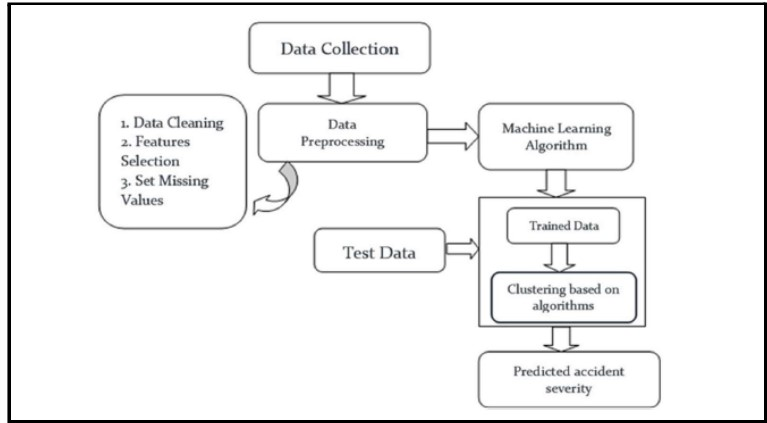 Data Collection
1. Data Cleaning
2. Features
Selection
3. Set Missing
Values
Data
Preprocessing
Machine Learning
Algorithm
Test Data
Trained Data
Clustering based on
algorithms
Predicted accident
severity